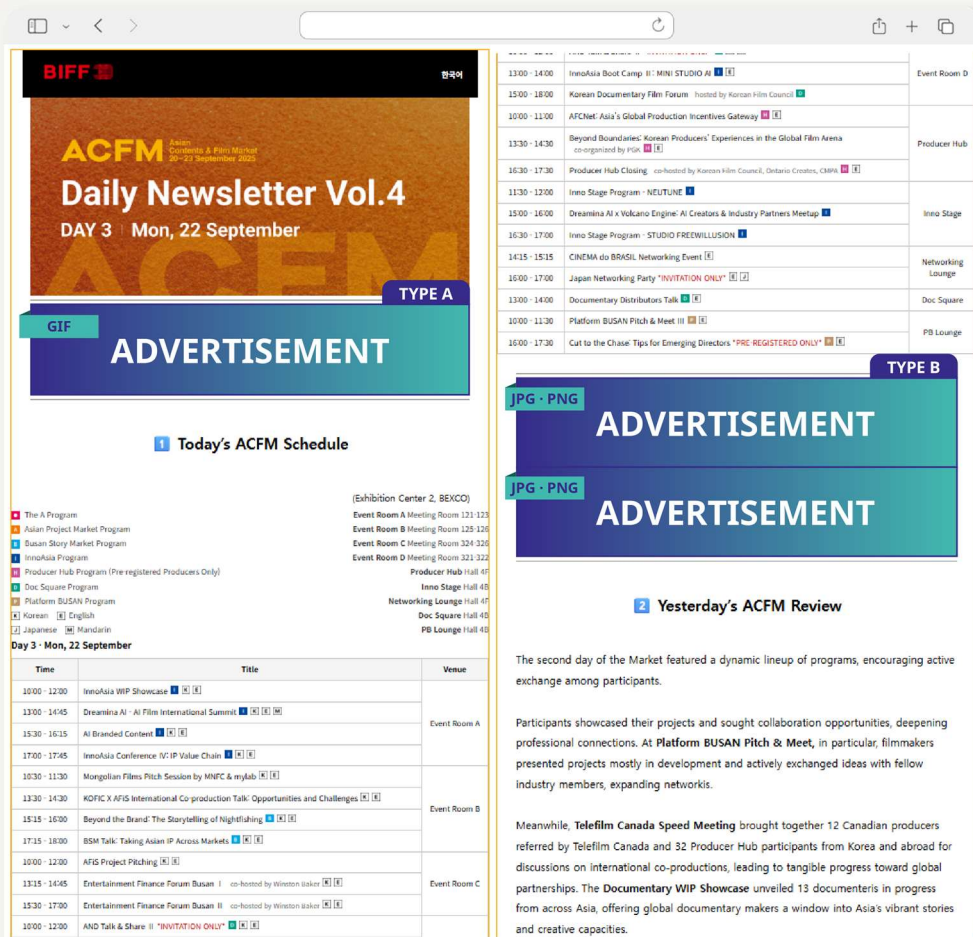 BIFF
한국어
ACFM Asian Contents & Film Market 20–23 September 2025
Daily Newsletter Vol.4
DAY 3 | Mon, 22 September
TYPE A
GIF
ADVERTISEMENT
1 Today's ACFM Schedule
(Exhibition Center 2, BEXCO)
The A Program
Event Room A Meeting Room 121-123
Asian Project Market Program
Event Room B Meeting Room 125-126
B Busan Story Market Program
Event Room C Meeting Room 324-326
I InnoAsia Program
Event Room D Meeting Room 321-322
H Producer Hub Program (Pre-registered Producers Only)
Producer Hub Hall 4F
D Doc Square Program
Inno Stage Hall 4B
P Platform BUSAN Program
Networking Lounge Hall 4F
K Korean E English
Doc Square Hall 4B
J Japanese M Mandarin
PB Lounge Hall 4B
Day 3 · Mon, 22 September
Time Title Venue
10:00 - 12:00 InnoAsia WIP Showcase I K E
13:00 - 14:45 Dreamina AI - AI Film International Summit I K E M
Event Room A
15:30 - 16:15 AI Branded Content I K E
17:00 - 17:45 InnoAsia Conference IV: IP Value Chain I K E
10:30 - 11:30 Mongolian Films Pitch Session by MNFC & mylab K E
13:30 - 14:30 KOFIC X AFiS International Co-production Talk: Opportunities and Challenges K E
Event Room B
15:15 - 16:00 Beyond the Brand: The Storytelling of Nightfishing B K E
17:15 - 18:00 BSM Talk: Taking Asian IP Across Markets B K E
10:00 - 12:00 AFiS Project Pitching K E
13:15 - 14:45 Entertainment Finance Forum Busan I co-hosted by Winston Baker K E
Event Room C
15:30 - 17:00 Entertainment Finance Forum Busan II co-hosted by Winston Baker K E
10:00 - 12:00 AND Talk & Share II *INVITATION ONLY* D K E
13:00 - 14:00 InnoAsia Boot Camp II: MINI STUDIO AI I E
Event Room D
15:00 - 18:00 Korean Documentary Film Forum hosted by Korean Film Council D
10:00 - 11:00 AFCNet: Asia's Global Production Incentives Gateway H E
13:30 - 14:30 Beyond Boundaries: Korean Producers' Experiences in the Global Film Arena
co-organized by PGK H E
Producer Hub
16:30 - 17:30 Producer Hub Closing co-hosted by Korean Film Council, Ontario Creates, CMPA H E
11:30 - 12:00 Inno Stage Program - NEUTUNE I
15:00 - 16:00 Dreamina AI x Volcano Engine: AI Creators & Industry Partners Meetup I
Inno Stage
16:30 - 17:00 Inno Stage Program - STUDIO FREEWILLUSION I
14:15 - 15:15 CINEMA do BRASIL Networking Event E
Networking Lounge
16:00 - 17:00 Japan Networking Party *INVITATION ONLY* E J
13:00 - 14:00 Documentary Distributors Talk D E
Doc Square
10:00 - 11:30 Platform BUSAN Pitch & Meet III P E
PB Lounge
16:00 - 17:30 Cut to the Chase: Tips for Emerging Directors *PRE-REGISTERED ONLY* P E
TYPE B
JPG · PNG
ADVERTISEMENT
JPG · PNG
ADVERTISEMENT
2 Yesterday's ACFM Review
The second day of the Market featured a dynamic lineup of programs, encouraging active
exchange among participants.
Participants showcased their projects and sought collaboration opportunities, deepening
professional connections. At Platform BUSAN Pitch & Meet, in particular, filmmakers
presented projects mostly in development and actively exchanged ideas with fellow
industry members, expanding networkis.
Meanwhile, Telefilm Canada Speed Meeting brought together 12 Canadian producers
referred by Telefilm Canada and 32 Producer Hub participants from Korea and abroad for
discussions on international co-productions, leading to tangible progress toward global
partnerships. The Documentary WIP Showcase unveiled 13 documenteris in progress
from across Asia, offering global documentary makers a window into Asia's vibrant stories
and creative capacities.